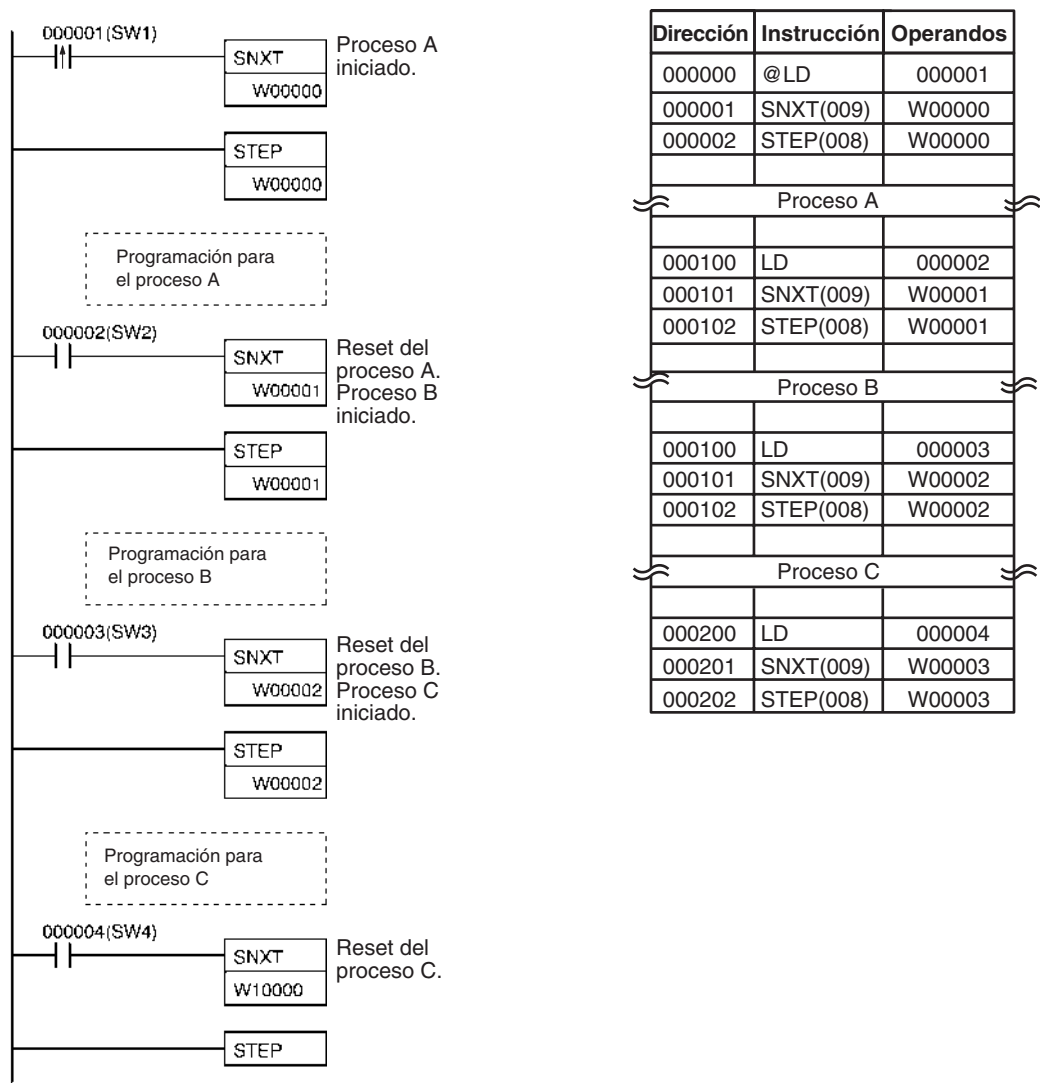 000001(SW1)
SNXT
W00000
Proceso A
iniciado.
STEP
W00000
Programación para
el proceso A
000002(SW2)
SNXT
W00001
Reset del
proceso A.
Proceso B
iniciado.
STEP
W00001
Programación para
el proceso B
000003(SW3)
SNXT
W00002
Reset del
proceso B.
Proceso C
iniciado.
STEP
W00002
Programación para
el proceso C
000004(SW4)
SNXT
W10000
Reset del
proceso C.
STEP
Dirección Instrucción Operandos
000000 @LD 000001
000001 SNXT(009) W00000
000002 STEP(008) W00000
Proceso A
000100 LD 000002
000101 SNXT(009) W00001
000102 STEP(008) W00001
Proceso B
000100 LD 000003
000101 SNXT(009) W00002
000102 STEP(008) W00002
Proceso C
000200 LD 000004
000201 SNXT(009) W00003
000202 STEP(008) W00003